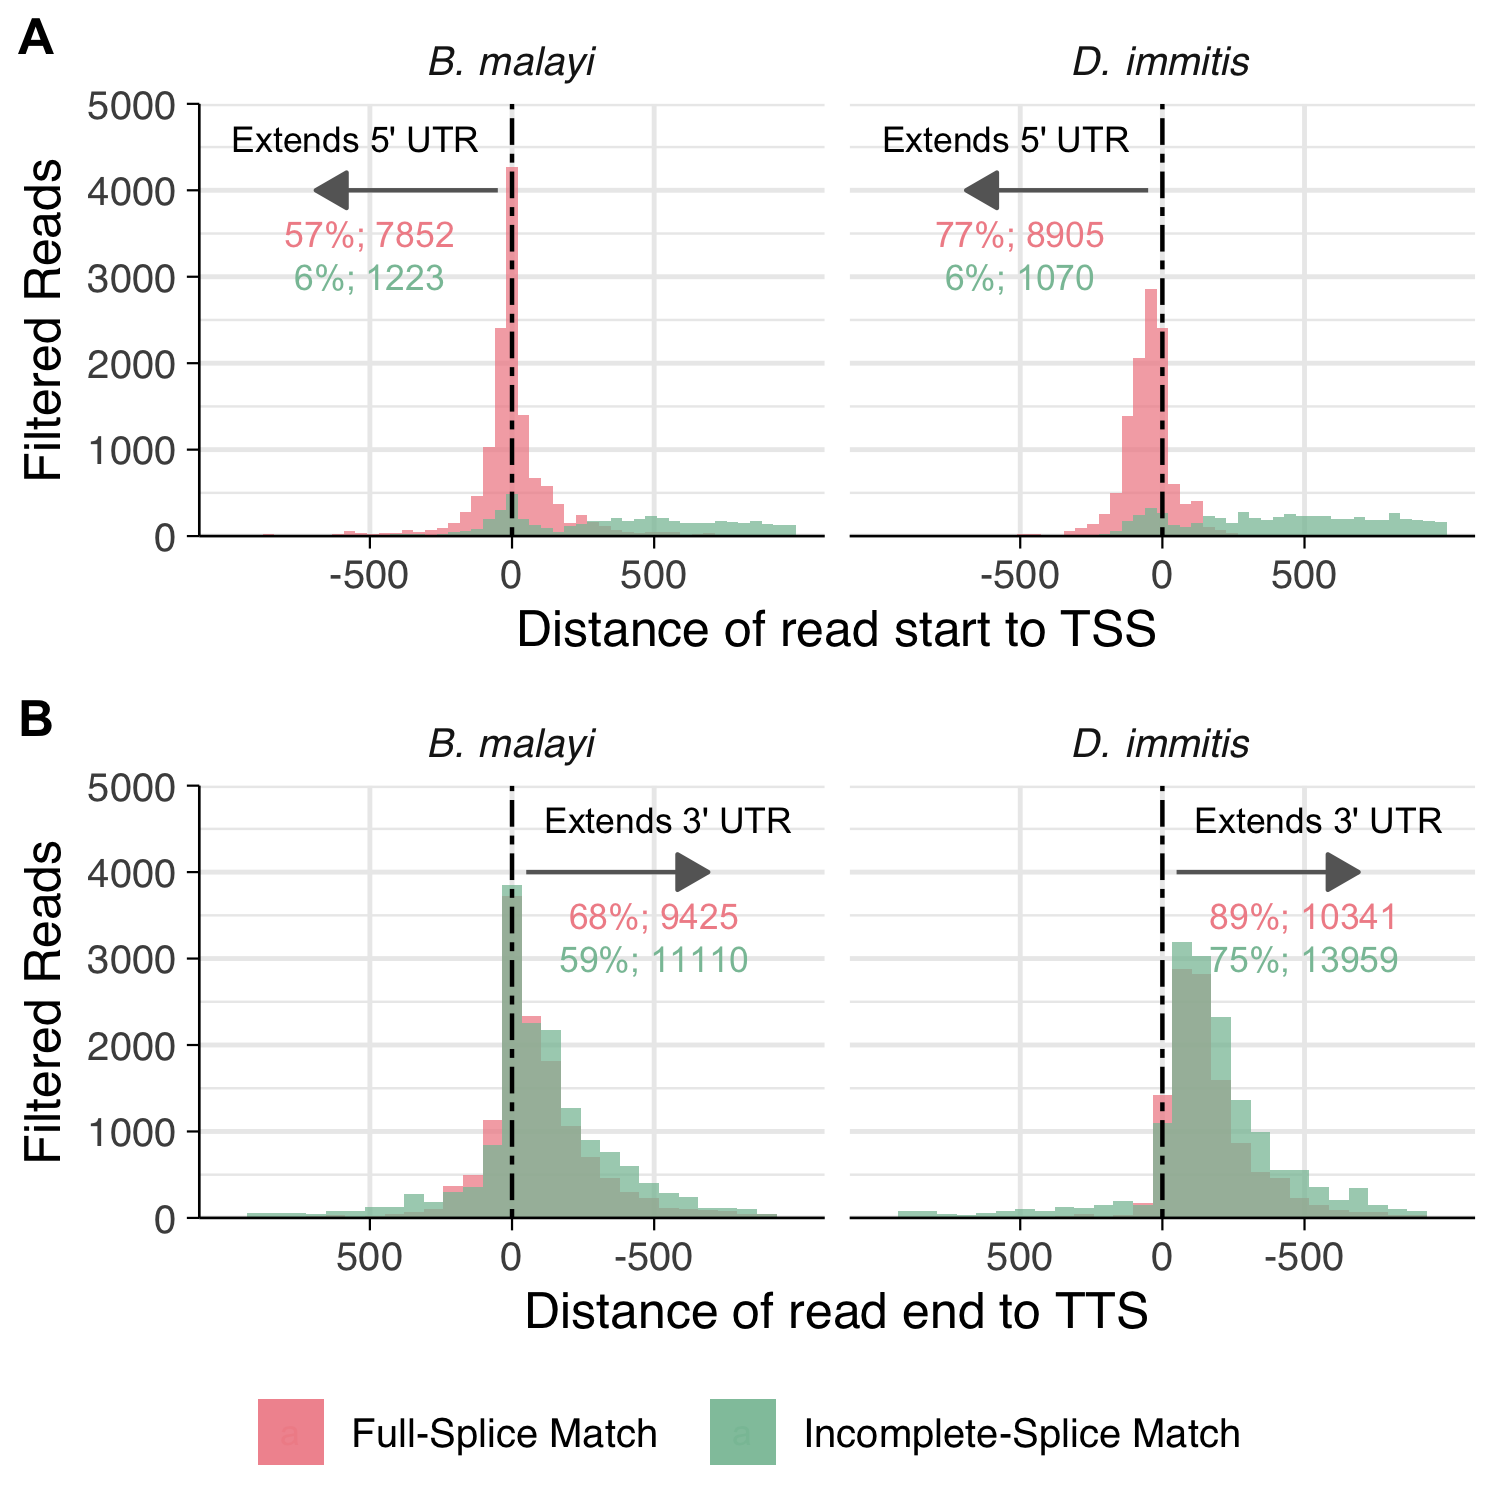 A
B. malayi
D. immitis
Filtered Reads
5000
4000
3000
2000
1000
0
Extends 5' UTR
57%; 7852
6%; 1223
Extends 5' UTR
77%; 8905
6%; 1070
-500 0 500
-500 0 500
Distance of read start to TSS
B
B. malayi
D. immitis
Filtered Reads
5000
4000
3000
2000
1000
0
Extends 3' UTR
68%; 9425
59%; 11110
Extends 3' UTR
89%; 10341
75%; 13959
500 0 -500
500 0 -500
Distance of read end to TTS
a Full-Splice Match a Incomplete-Splice Match